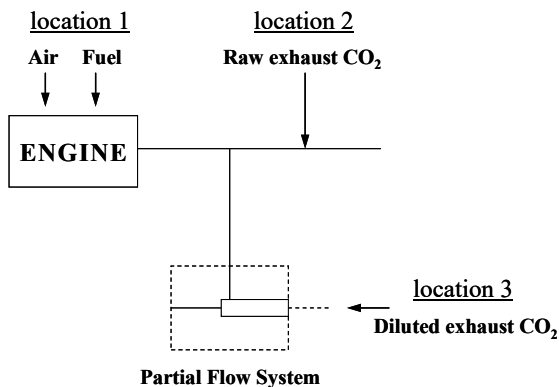 location 1
Air Fuel
ENGINE
location 2
Raw exhaust CO₂
location 3
Diluted exhaust CO₂
Partial Flow System